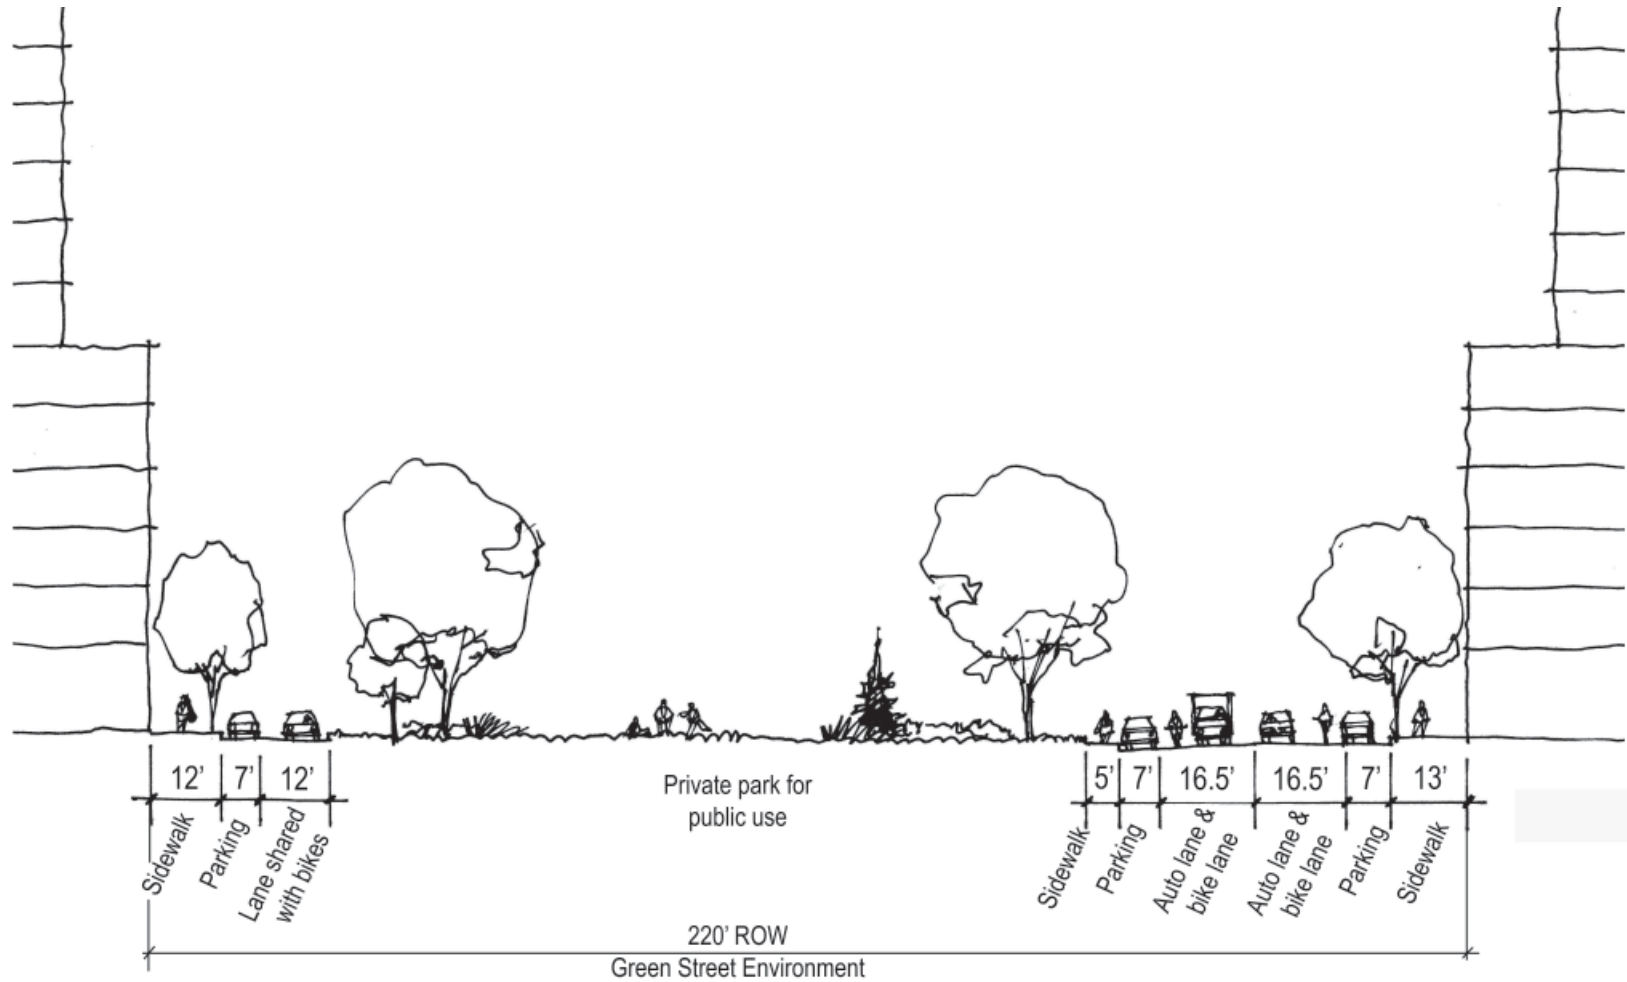 12’ 7’ 12’
Private park for
public use
5’ 7’ 16.5’ 16.5’ 7’ 13’
Sidewalk
Parking
Lane shared
with bikes
Sidewalk
Parking
Auto lane &
bike lane
Auto lane &
bike lane
Parking
Sidewalk
220’ ROW
Green Street Environment